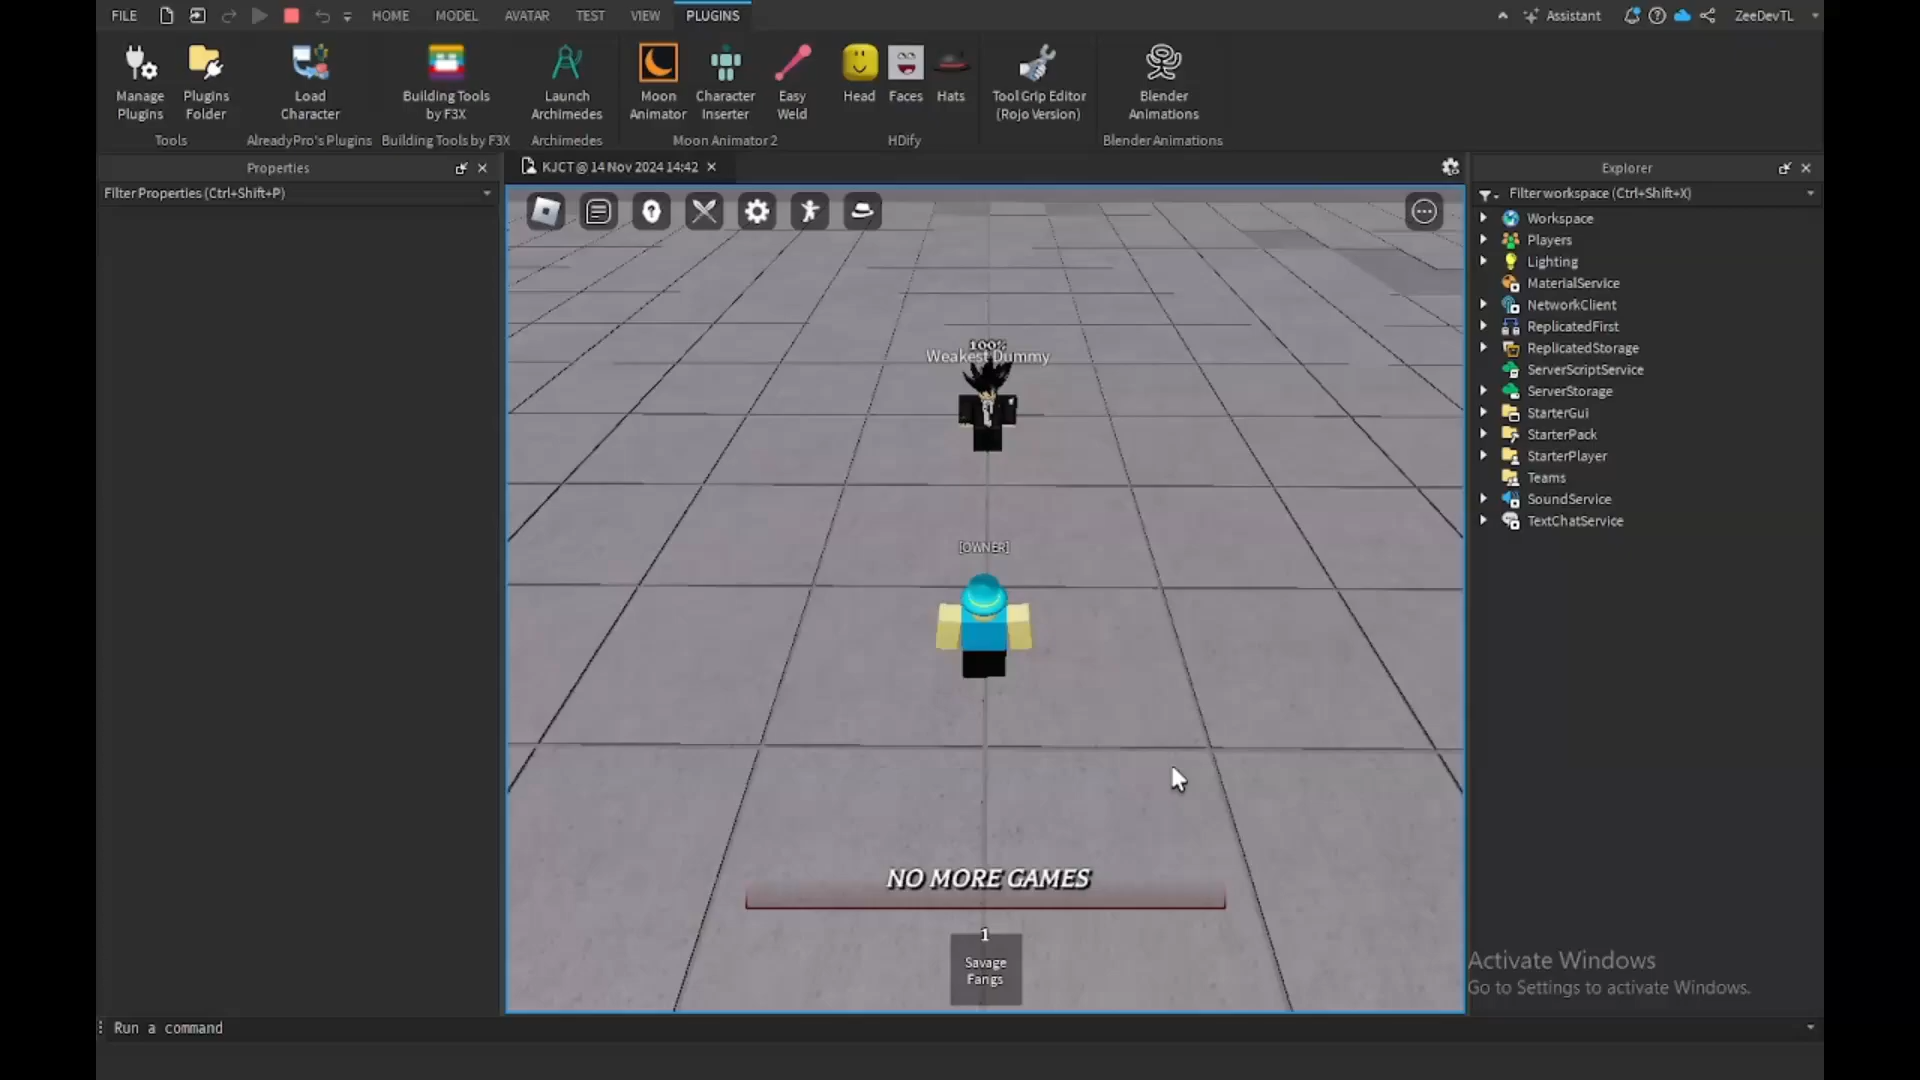 FILE HOME MODEL AVATAR TEST VIEW PLUGINS Assistant ZeeDevTL
Manage Plugins
Plugins Folder
Load Character
Building Tools by F3X
Launch Archimedes
Moon Animator
Character Inserter
Easy Weld
Head
Faces
Hats
Tool Grip Editor (Rojo Version)
Blender Animations
Tools AlreadyPro's Plugins Building Tools by F3X Archimedes Moon Animator 2 HDify Blender Animations
Properties
Filter Properties (Ctrl+Shift+P)
KJCT @ 14 Nov 2024 14:42
100%
Weakest Dummy
[OWNER]
NO MORE GAMES
1
Savage
Fangs
Explorer
Filter workspace (Ctrl+Shift+X)
Workspace
Players
Lighting
MaterialService
NetworkClient
ReplicatedFirst
ReplicatedStorage
ServerScriptService
ServerStorage
StarterGui
StarterPack
StarterPlayer
Teams
SoundService
TextChatService
Activate Windows
Go to Settings to activate Windows.
Run a command